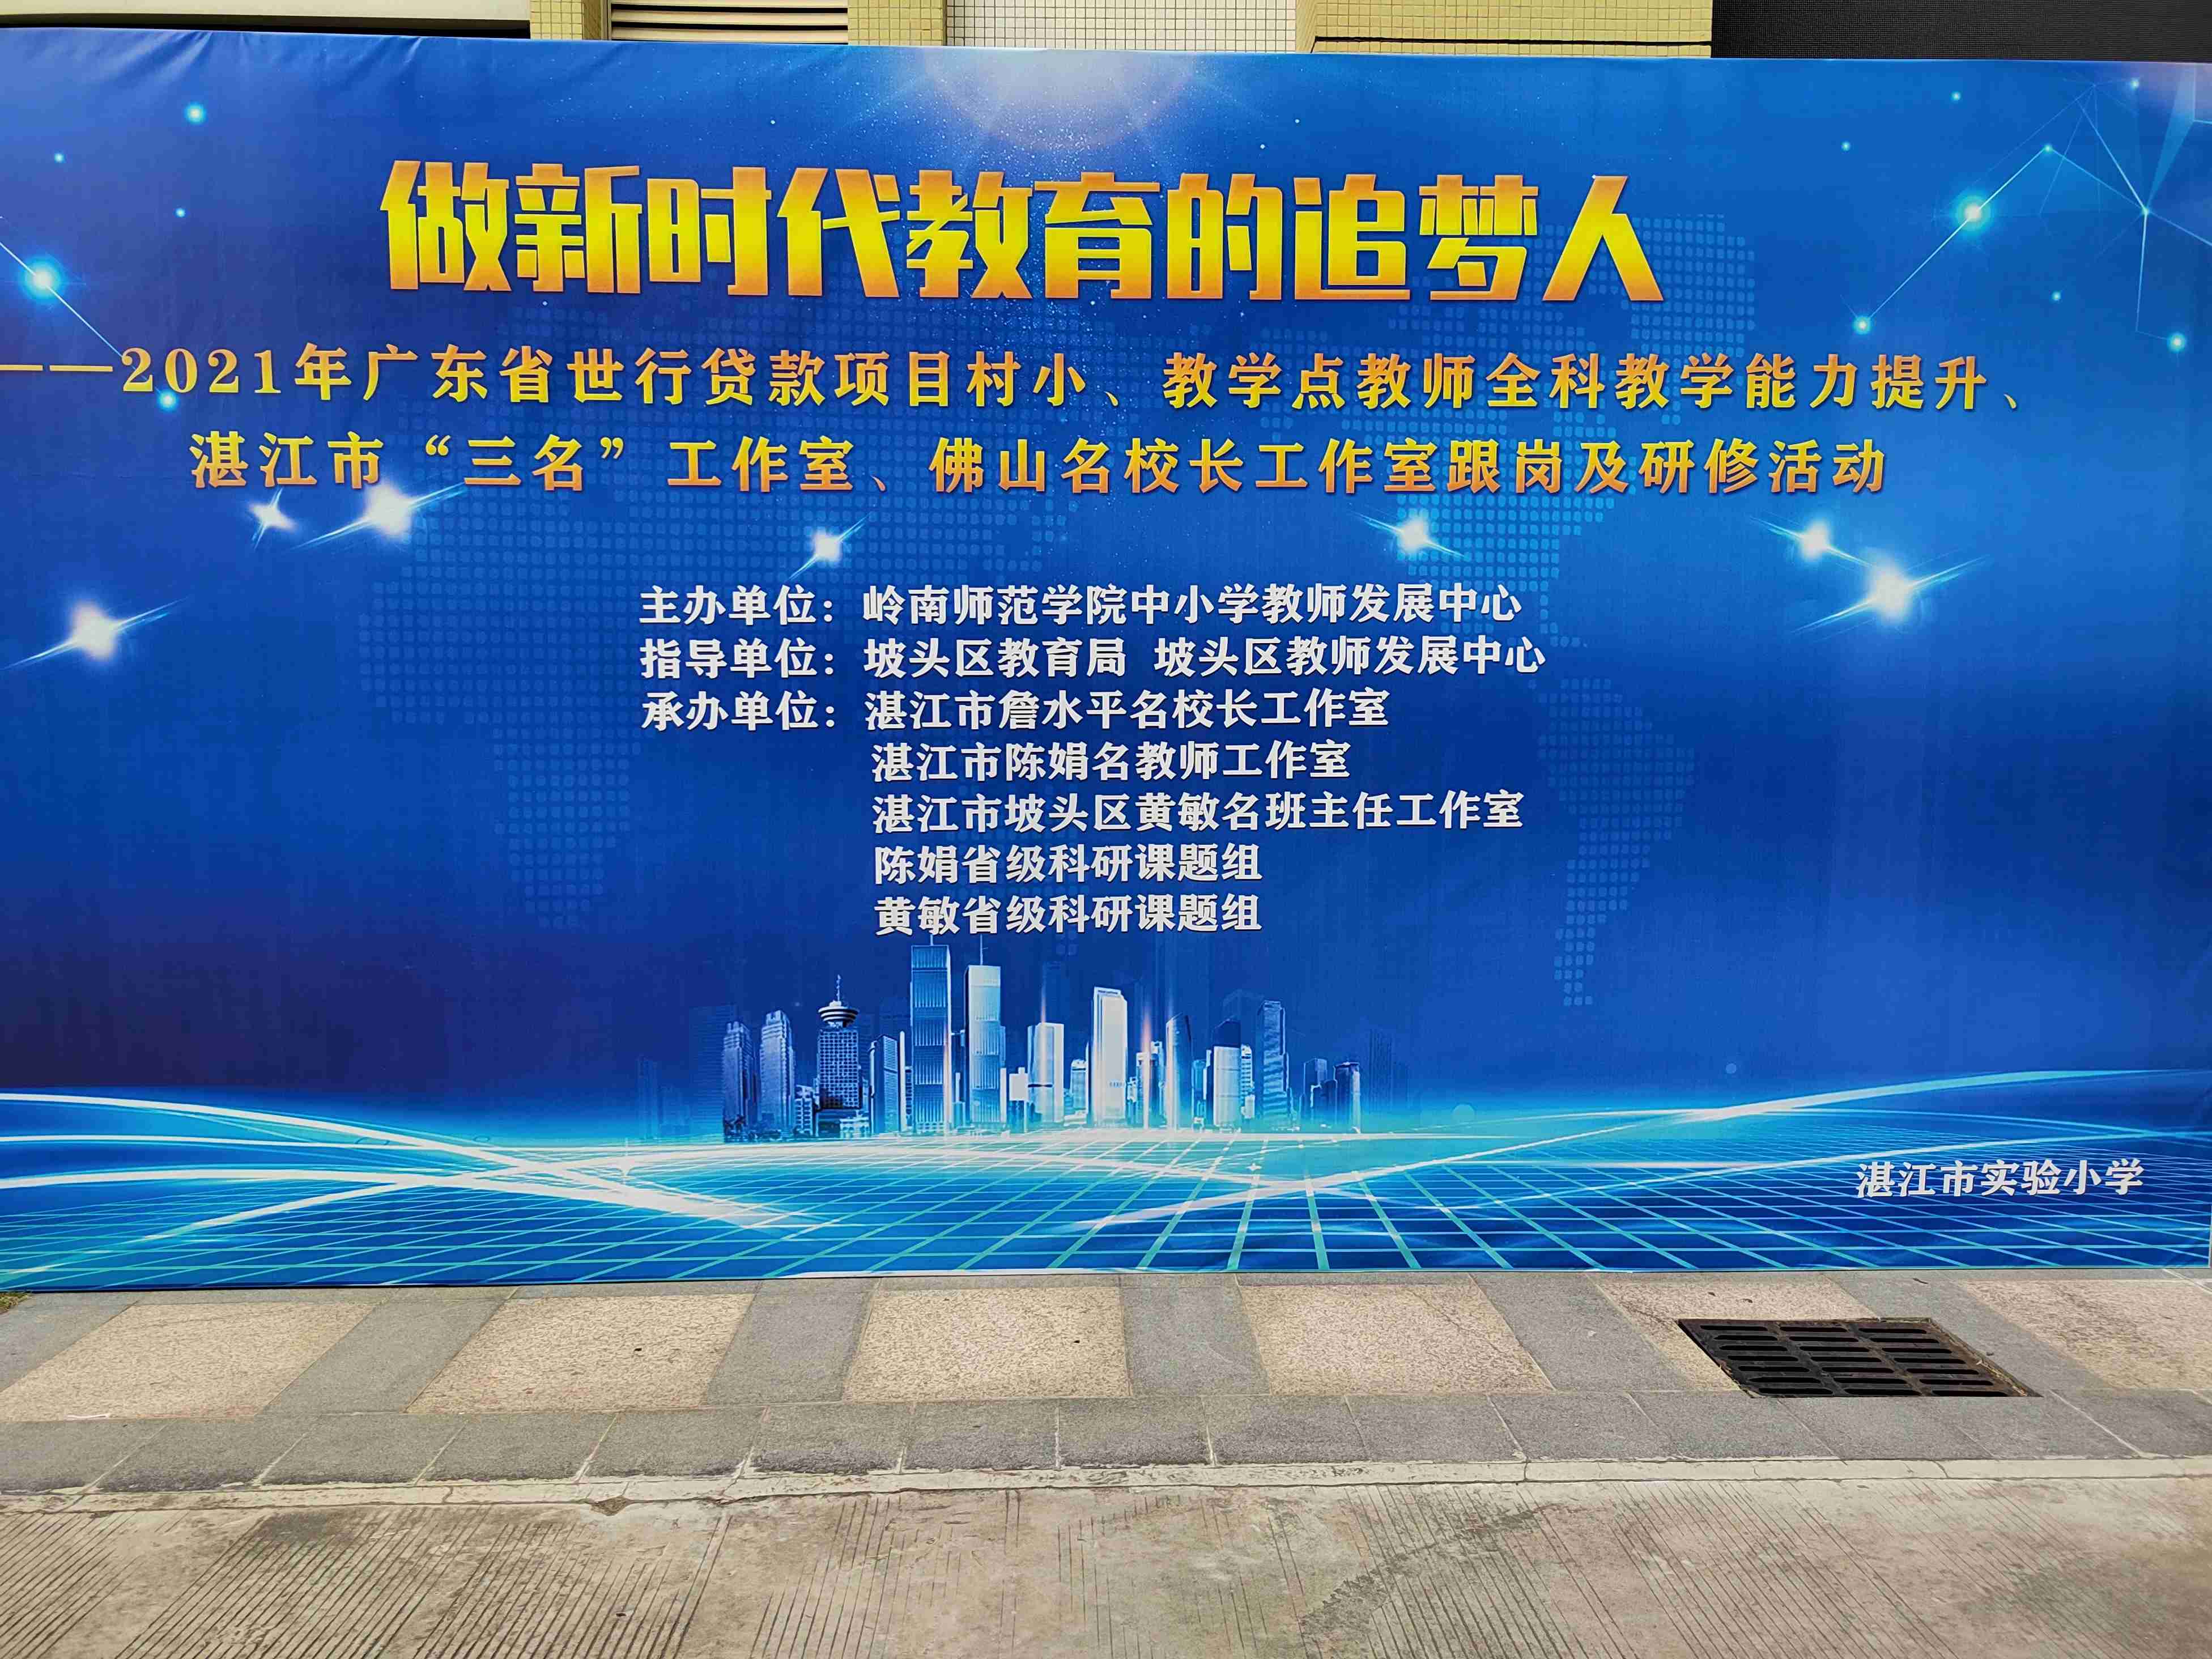 做新时代教育的追梦人
——2021年广东省世行贷款项目村小、教学点教师全科教学能力提升、
湛江市“三名”工作室、佛山名校长工作室跟岗及研修活动
主办单位：岭南师范学院中小学教师发展中心
指导单位：坡头区教育局 坡头区教师发展中心
承办单位：湛江市詹水平名校长工作室
湛江市陈娟名教师工作室
湛江市坡头区黄敏名班主任工作室
陈娟省级科研课题组
黄敏省级科研课题组
湛江市实验小学